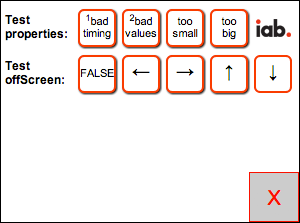 Test properties: 1bad timing 2bad values too small too big iab.
Test offScreen: FALSE ← → ↑ ↓
X